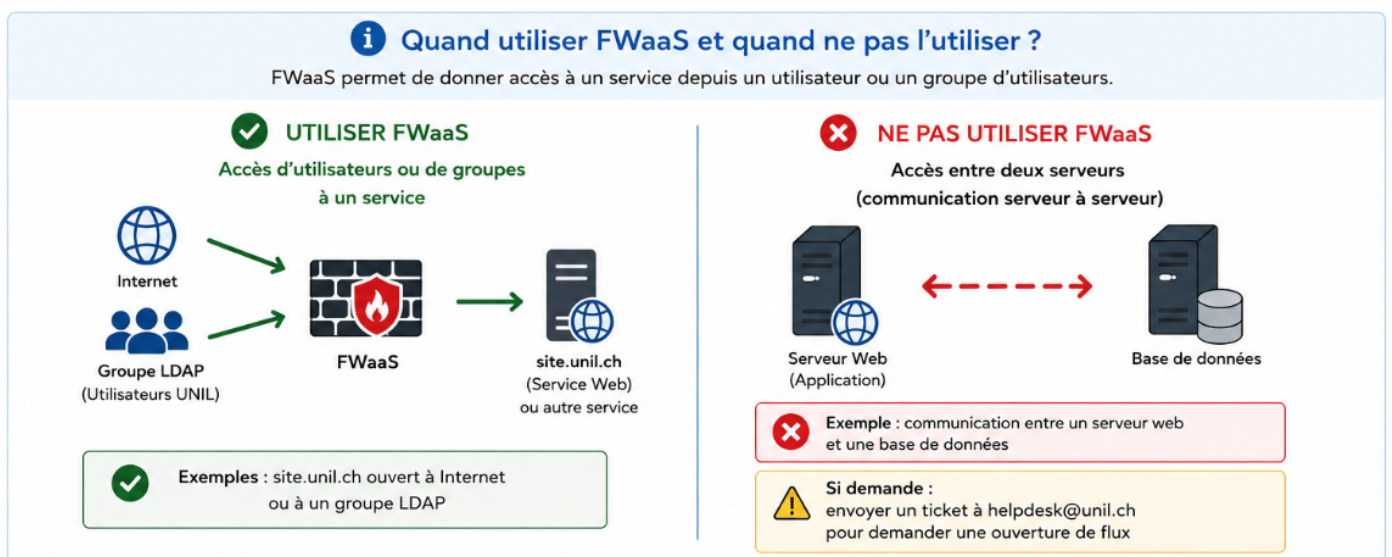 Quand utiliser FWaaS et quand ne pas l’utiliser ?
FWaaS permet de donner accès à un service depuis un utilisateur ou un groupe d’utilisateurs.
UTILISER FWaaS
Accès d’utilisateurs ou de groupes
à un service
Internet
Groupe LDAP
(Utilisateurs UNIL)
FWaaS
site.unil.ch
(Service Web)
ou autre service
Exemples : site.unil.ch ouvert à Internet
ou à un groupe LDAP
NE PAS UTILISER FWaaS
Accès entre deux serveurs
(communication serveur à serveur)
Serveur Web
(Application)
Base de données
Exemple : communication entre un serveur web
et une base de données
Si demande :
envoyer un ticket à helpdesk@unil.ch
pour demander une ouverture de flux